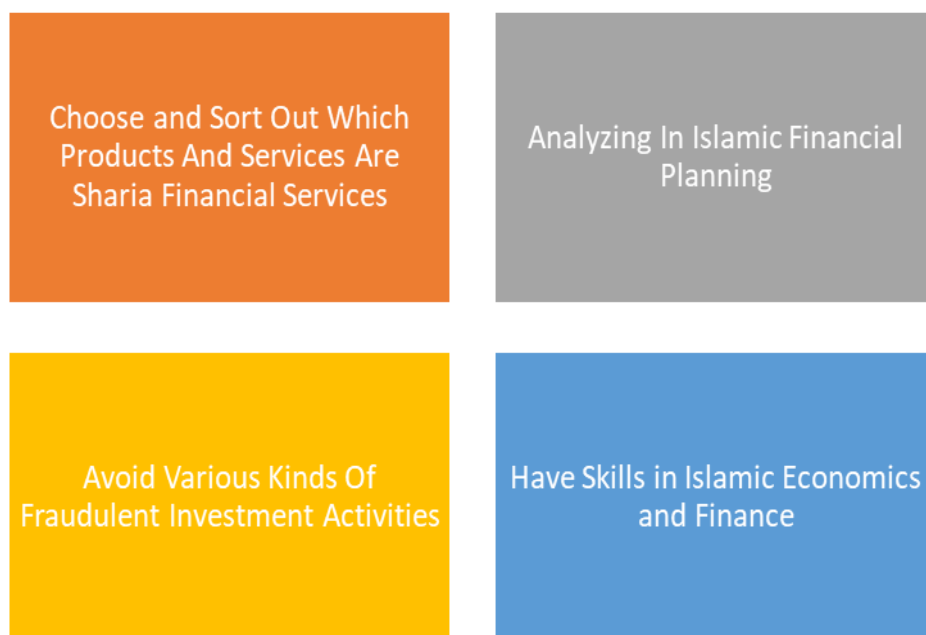 Choose and Sort Out Which
Products And Services Are
Sharia Financial Services
Analyzing In Islamic Financial
Planning
Avoid Various Kinds Of
Fraudulent Investment Activities
Have Skills in Islamic Economics
and Finance